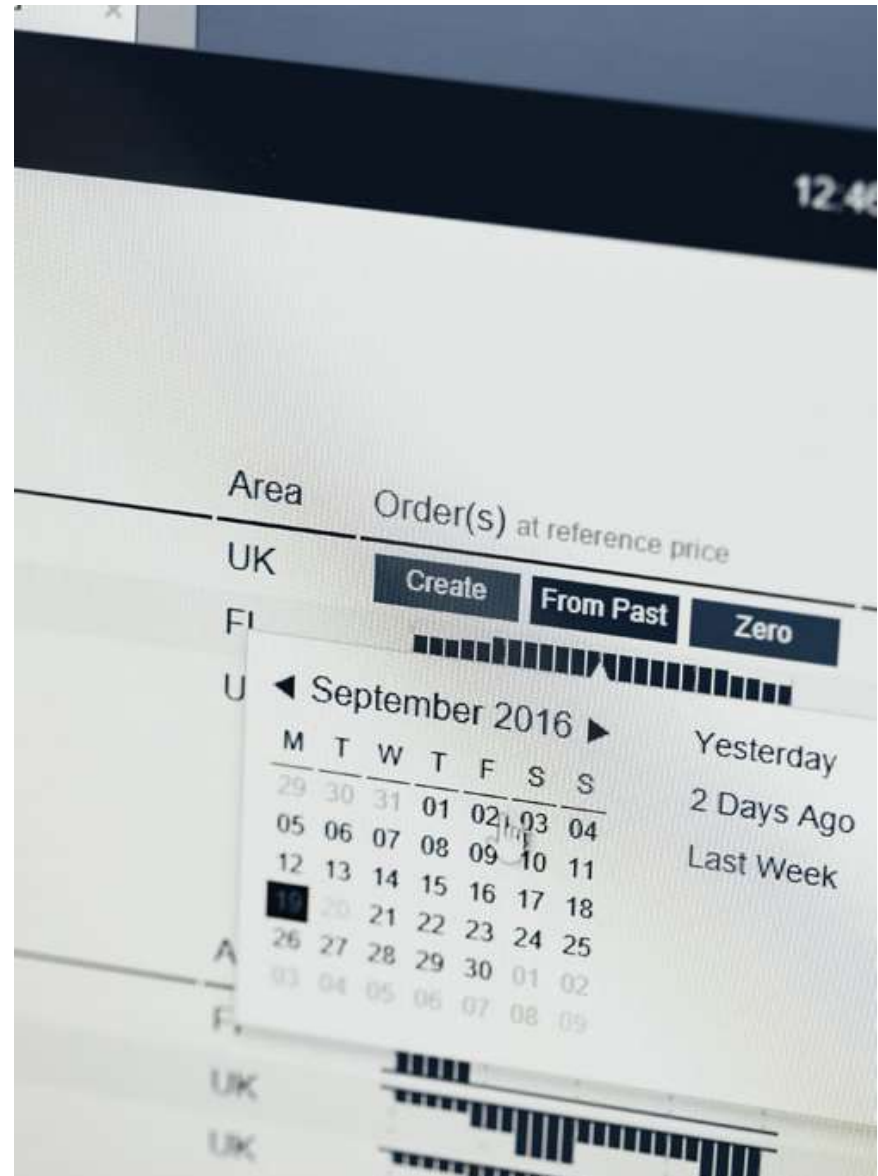 12:46
Area Order(s) at reference price
UK Create From Past Zero
FI
U
September 2016 Yesterday
M T W T F S S 2 Days Ago
29 30 31 01 02 03 04 Last Week
05 06 07 08 09 10 11
12 13 14 15 16 17 18
19 20 21 22 23 24 25
26 27 28 29 30 01 02
03 04 05 06 07 08 09
A
F
UK
UK